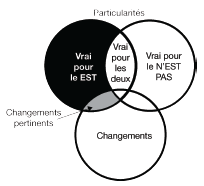 Particularités
Vrai
pour
le EST
Vrai
pour
les
deux
Vrai pour
le N'EST
PAS
Changements
pertinents
Changements